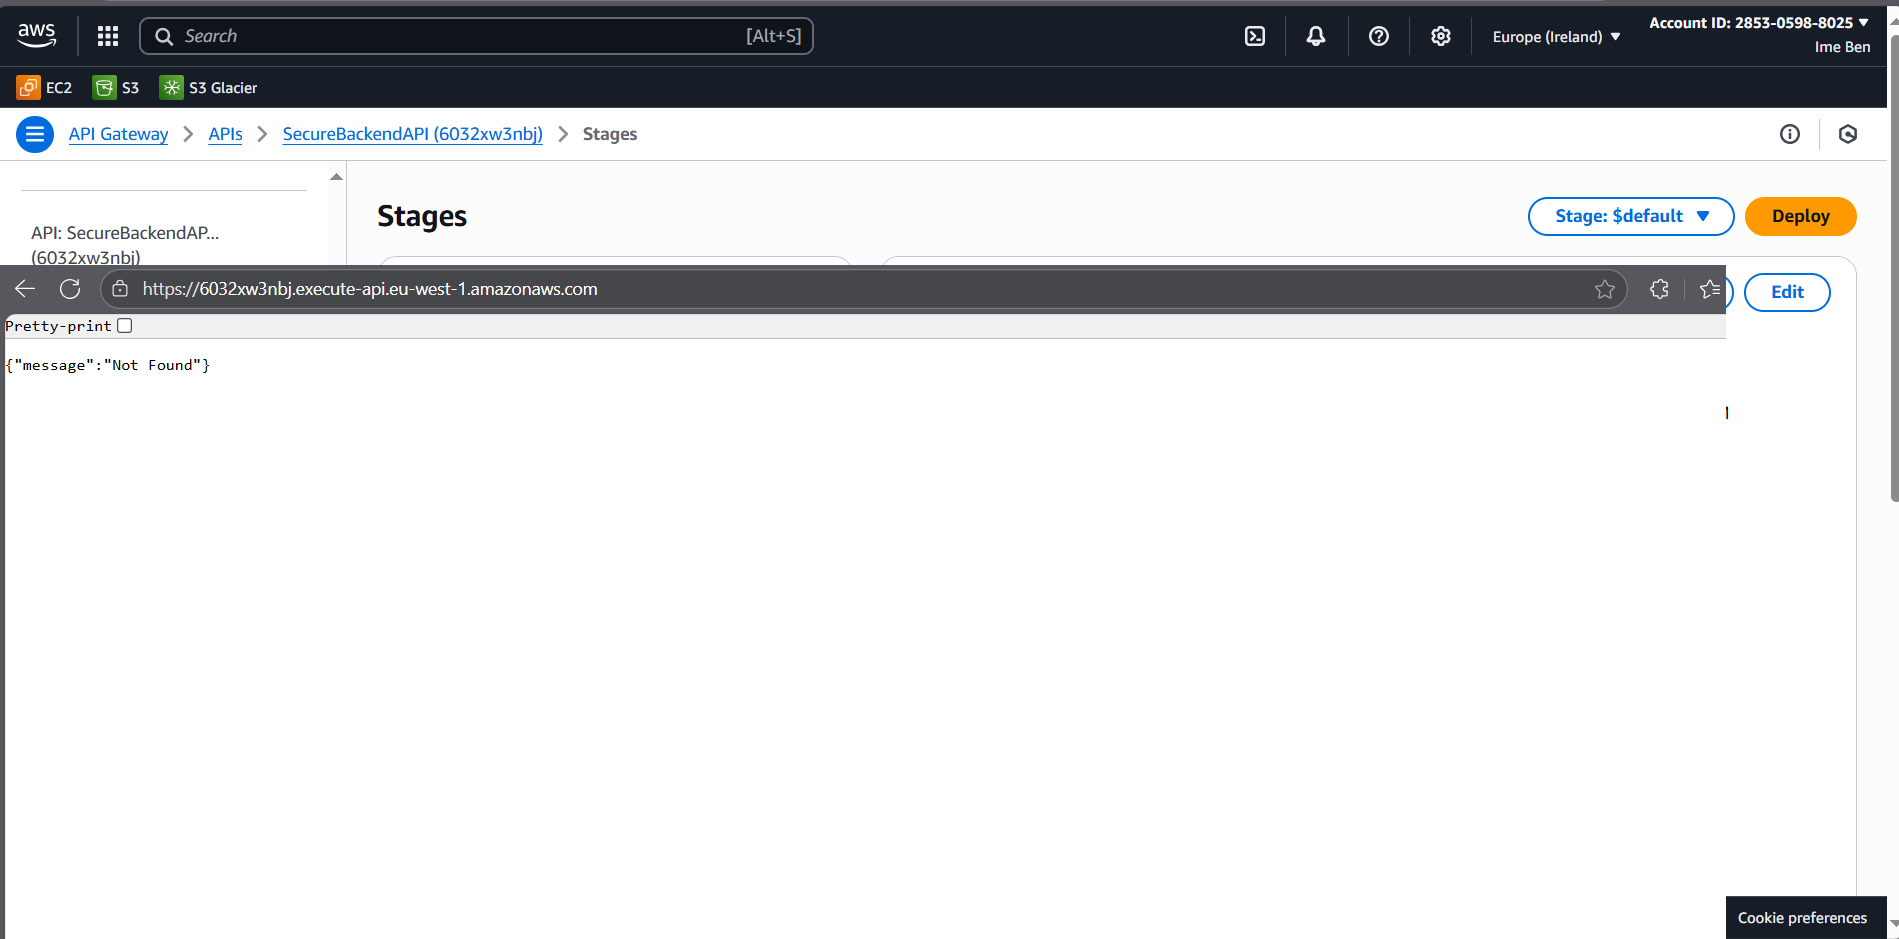 aws
Search [Alt+S]
Europe (Ireland)
Account ID: 2853-0598-8025
Ime Ben
EC2 S3 S3 Glacier
API Gateway APIs SecureBackendAPI (6032xw3nbj) Stages
API: SecureBackendAP...
(6032xw3nbj)
Stages
Stage: $default
Deploy
https://6032xw3nbj.execute-api.eu-west-1.amazonaws.com
Edit
Pretty-print
{"message":"Not Found"}
Cookie preferences